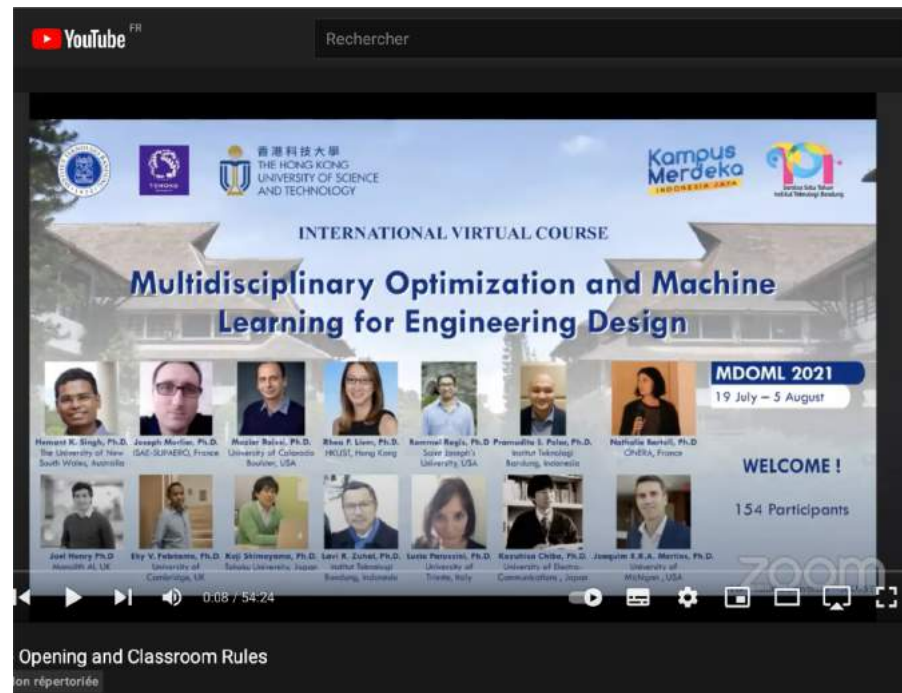 YouTube FR
Rechercher
香港科技大學
THE HONG KONG
UNIVERSITY OF SCIENCE
AND TECHNOLOGY
TOHOKU
Kampus
Merdeka
INDONESIA JAYA
Institut Teknologi Bandung
INTERNATIONAL VIRTUAL COURSE
Multidisciplinary Optimization and Machine
Learning for Engineering Design
MDOML 2021
19 July – 5 August
Hemant K. Singh, Ph.D.
The University of New
South Wales, Australia
Joseph Morlier, Ph.D.
ISAE-SUPAERO, France
Maziar Raissi, Ph.D.
University of Colorado
Boulder, USA
Rhea P. Liem, Ph.D.
HKUST, Hong Kong
Rommel Regis, Ph.D
Saint Joseph's
University, USA
Pramudita S. Palar, Ph.D.
Institut Teknologi
Bandung, Indonesia
Nathalie Bartoli, Ph.D
ONERA, France
WELCOME !
154 Participants
Joel Henry Ph.D
Monolith AI, UK
Eky V. Febrianto, Ph.D.
University of
Cambridge, UK
Koji Shimoyama, Ph.D.
Tohoku University, Japan
Lavi R. Zuhal, Ph.D.
Institut Teknologi
Bandung, Indonesia
Lucia Parussini, Ph.D.
University of
Trieste, Italy
Kazuhisa Chiba, Ph.D.
University of Electro-
Communications , Japan
Joaquim R.R.A. Martins, Ph.D.
University of
Michigan , USA
zoom
0:08 / 54:24
Opening and Classroom Rules
ion répertoriée